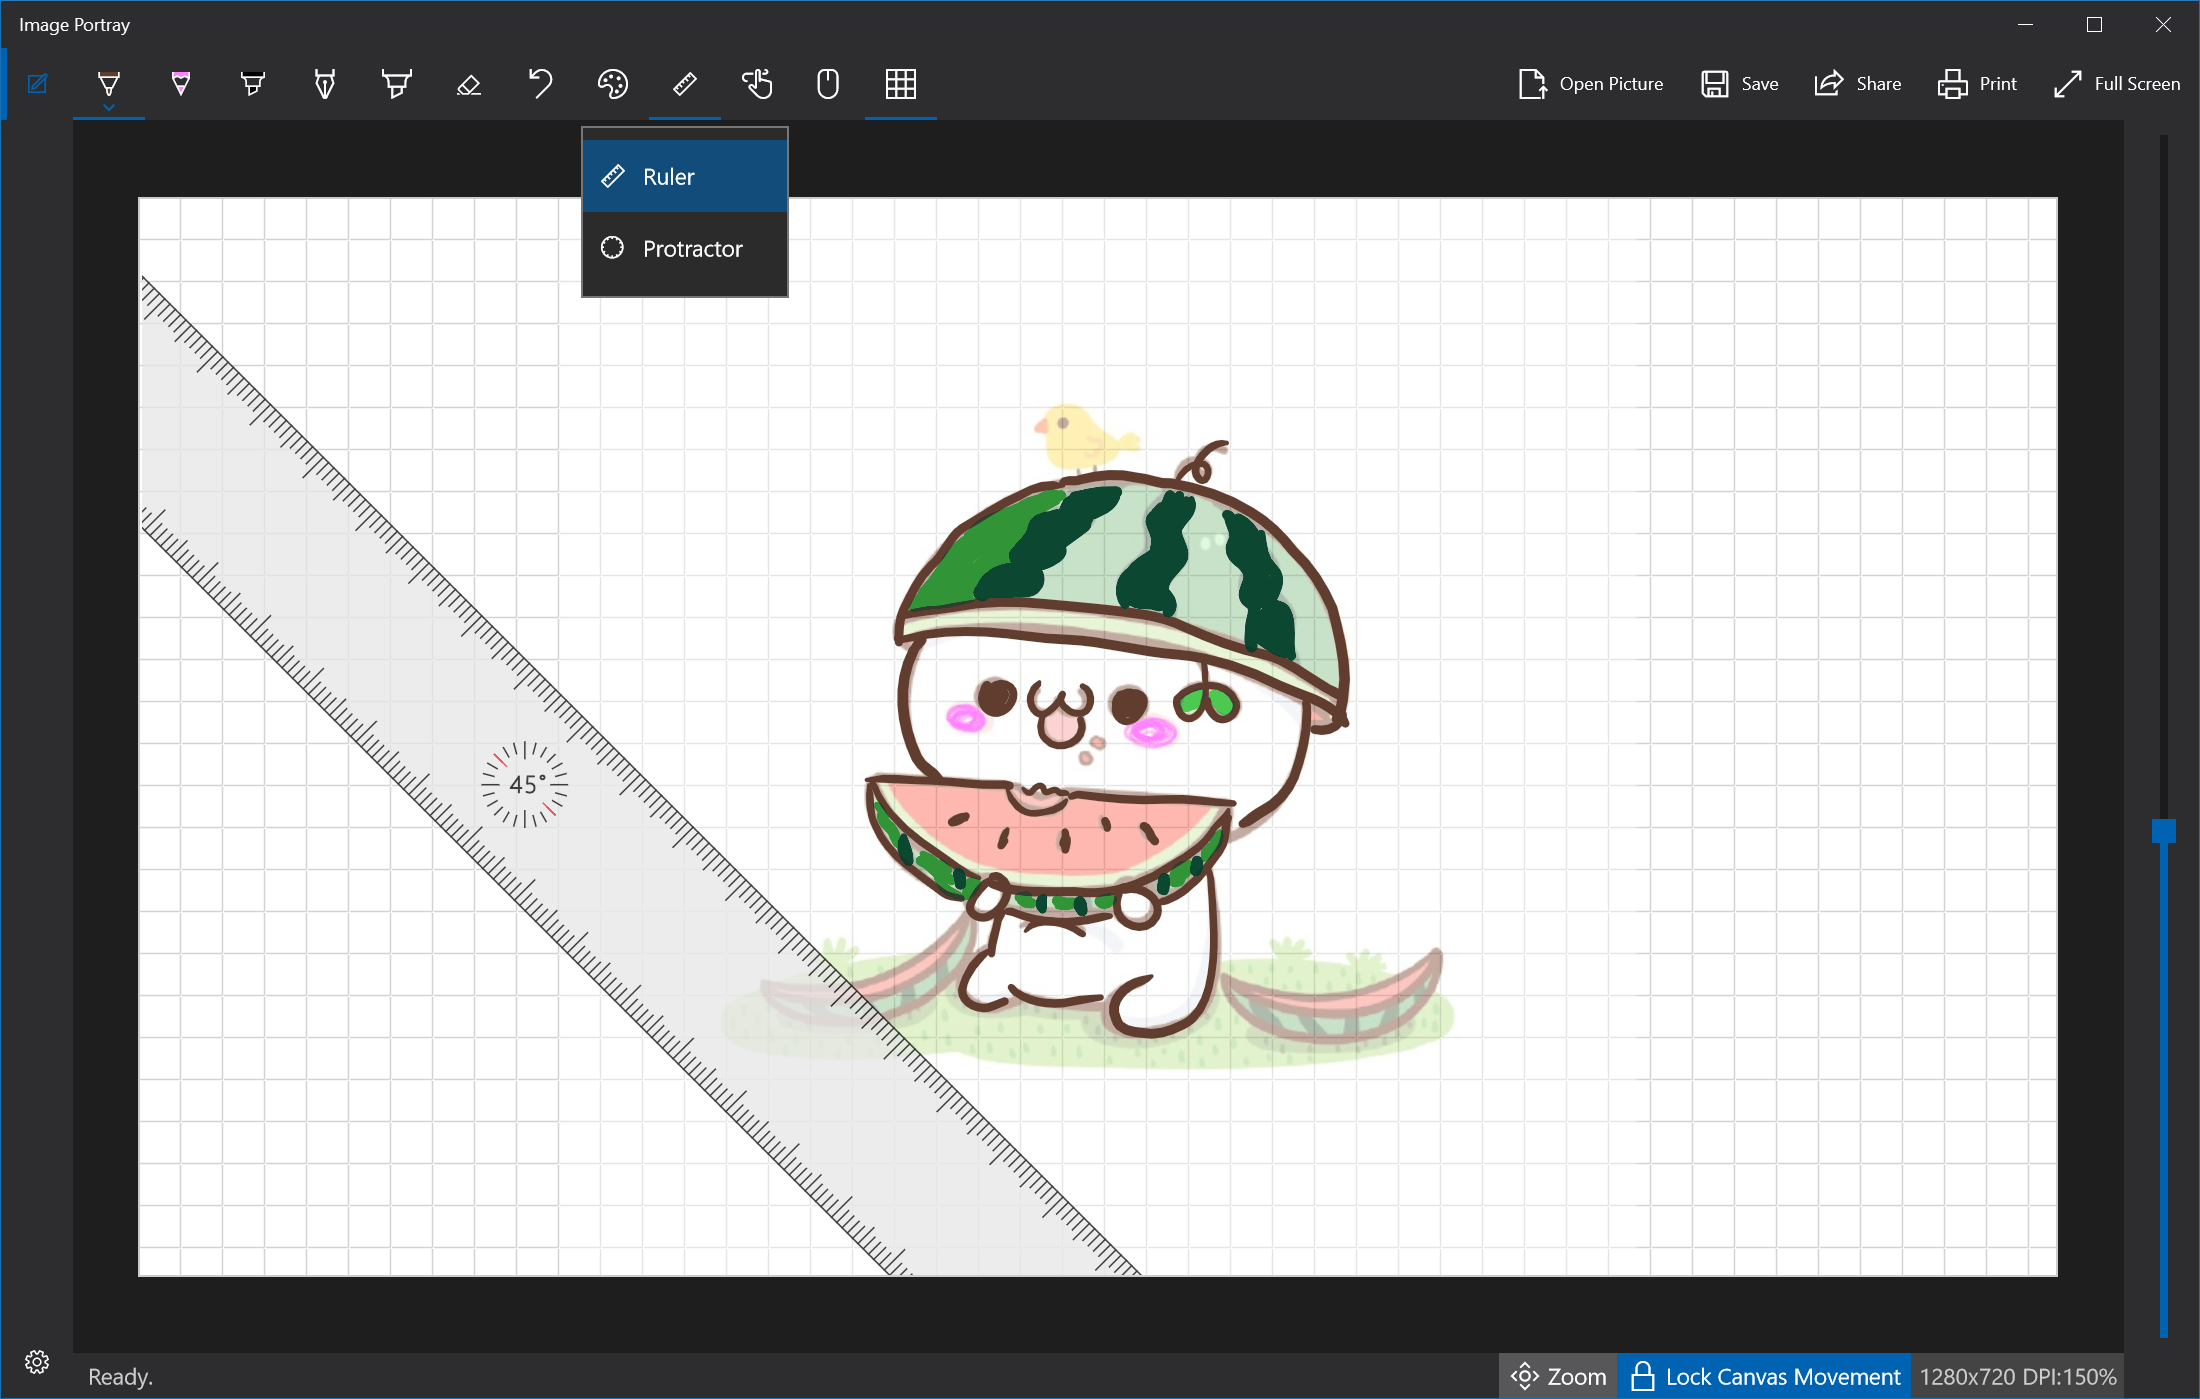 Image Portray
Open Picture
Save
Share
Print
Full Screen
Ruler
Protractor
45°
Ready.
Zoom
Lock Canvas Movement
1280x720 DPI:150%